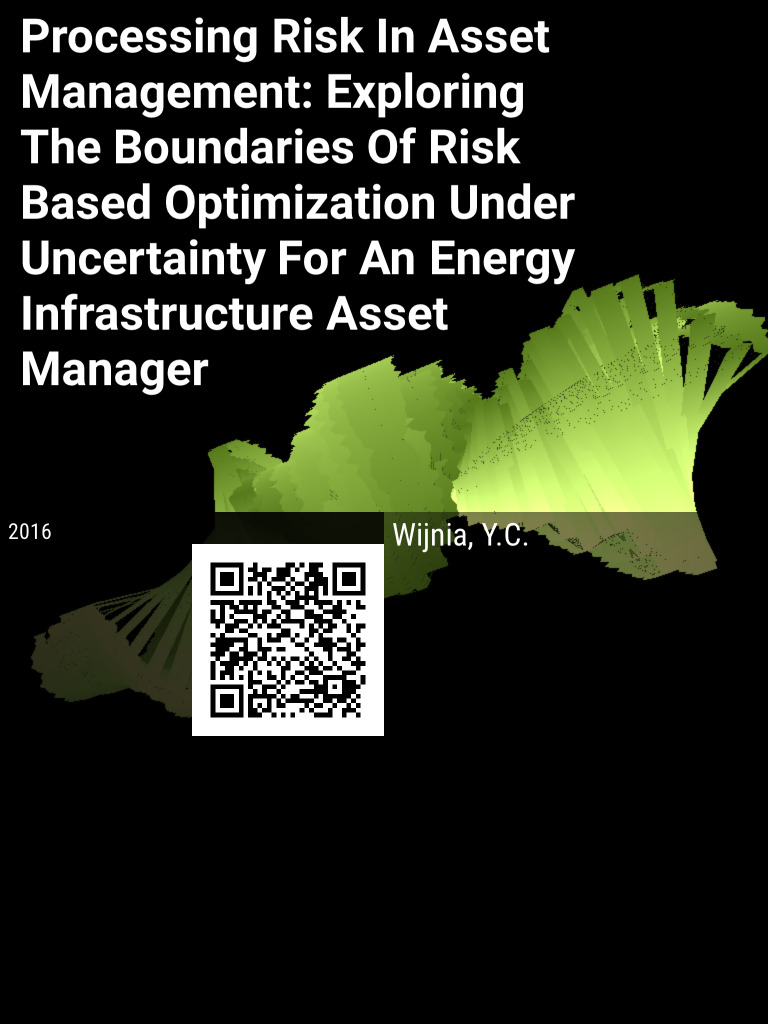 Processing Risk In Asset
Management: Exploring
The Boundaries Of Risk
Based Optimization Under
Uncertainty For An Energy
Infrastructure Asset
Manager
2016
Wijnia, Y.C.